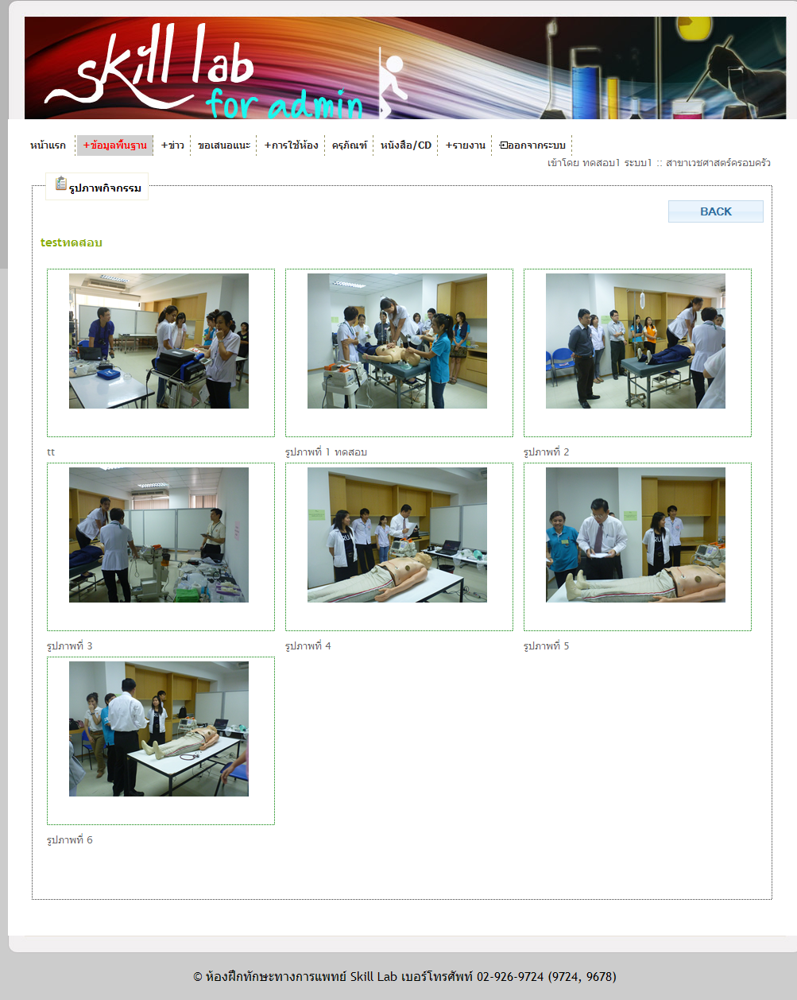 skill lab
for admin
หน้าแรก +ข้อมูลพื้นฐาน +ข่าว ขอเสนอแนะ +การใช้ห้อง ครุภัณฑ์ หนังสือ/CD +รายงาน ออกจากระบบ
เข้าโดย ทดสอบ1 ระบบ1 :: สาขาเวชศาสตร์ครอบครัว
รูปภาพกิจกรรม
BACK
testทดสอบ
tt รูปภาพที่ 1 ทดสอบ รูปภาพที่ 2
รูปภาพที่ 3 รูปภาพที่ 4 รูปภาพที่ 5
รูปภาพที่ 6
© ห้องฝึกทักษะทางการแพทย์ Skill Lab เบอร์โทรศัพท์ 02-926-9724 (9724, 9678)